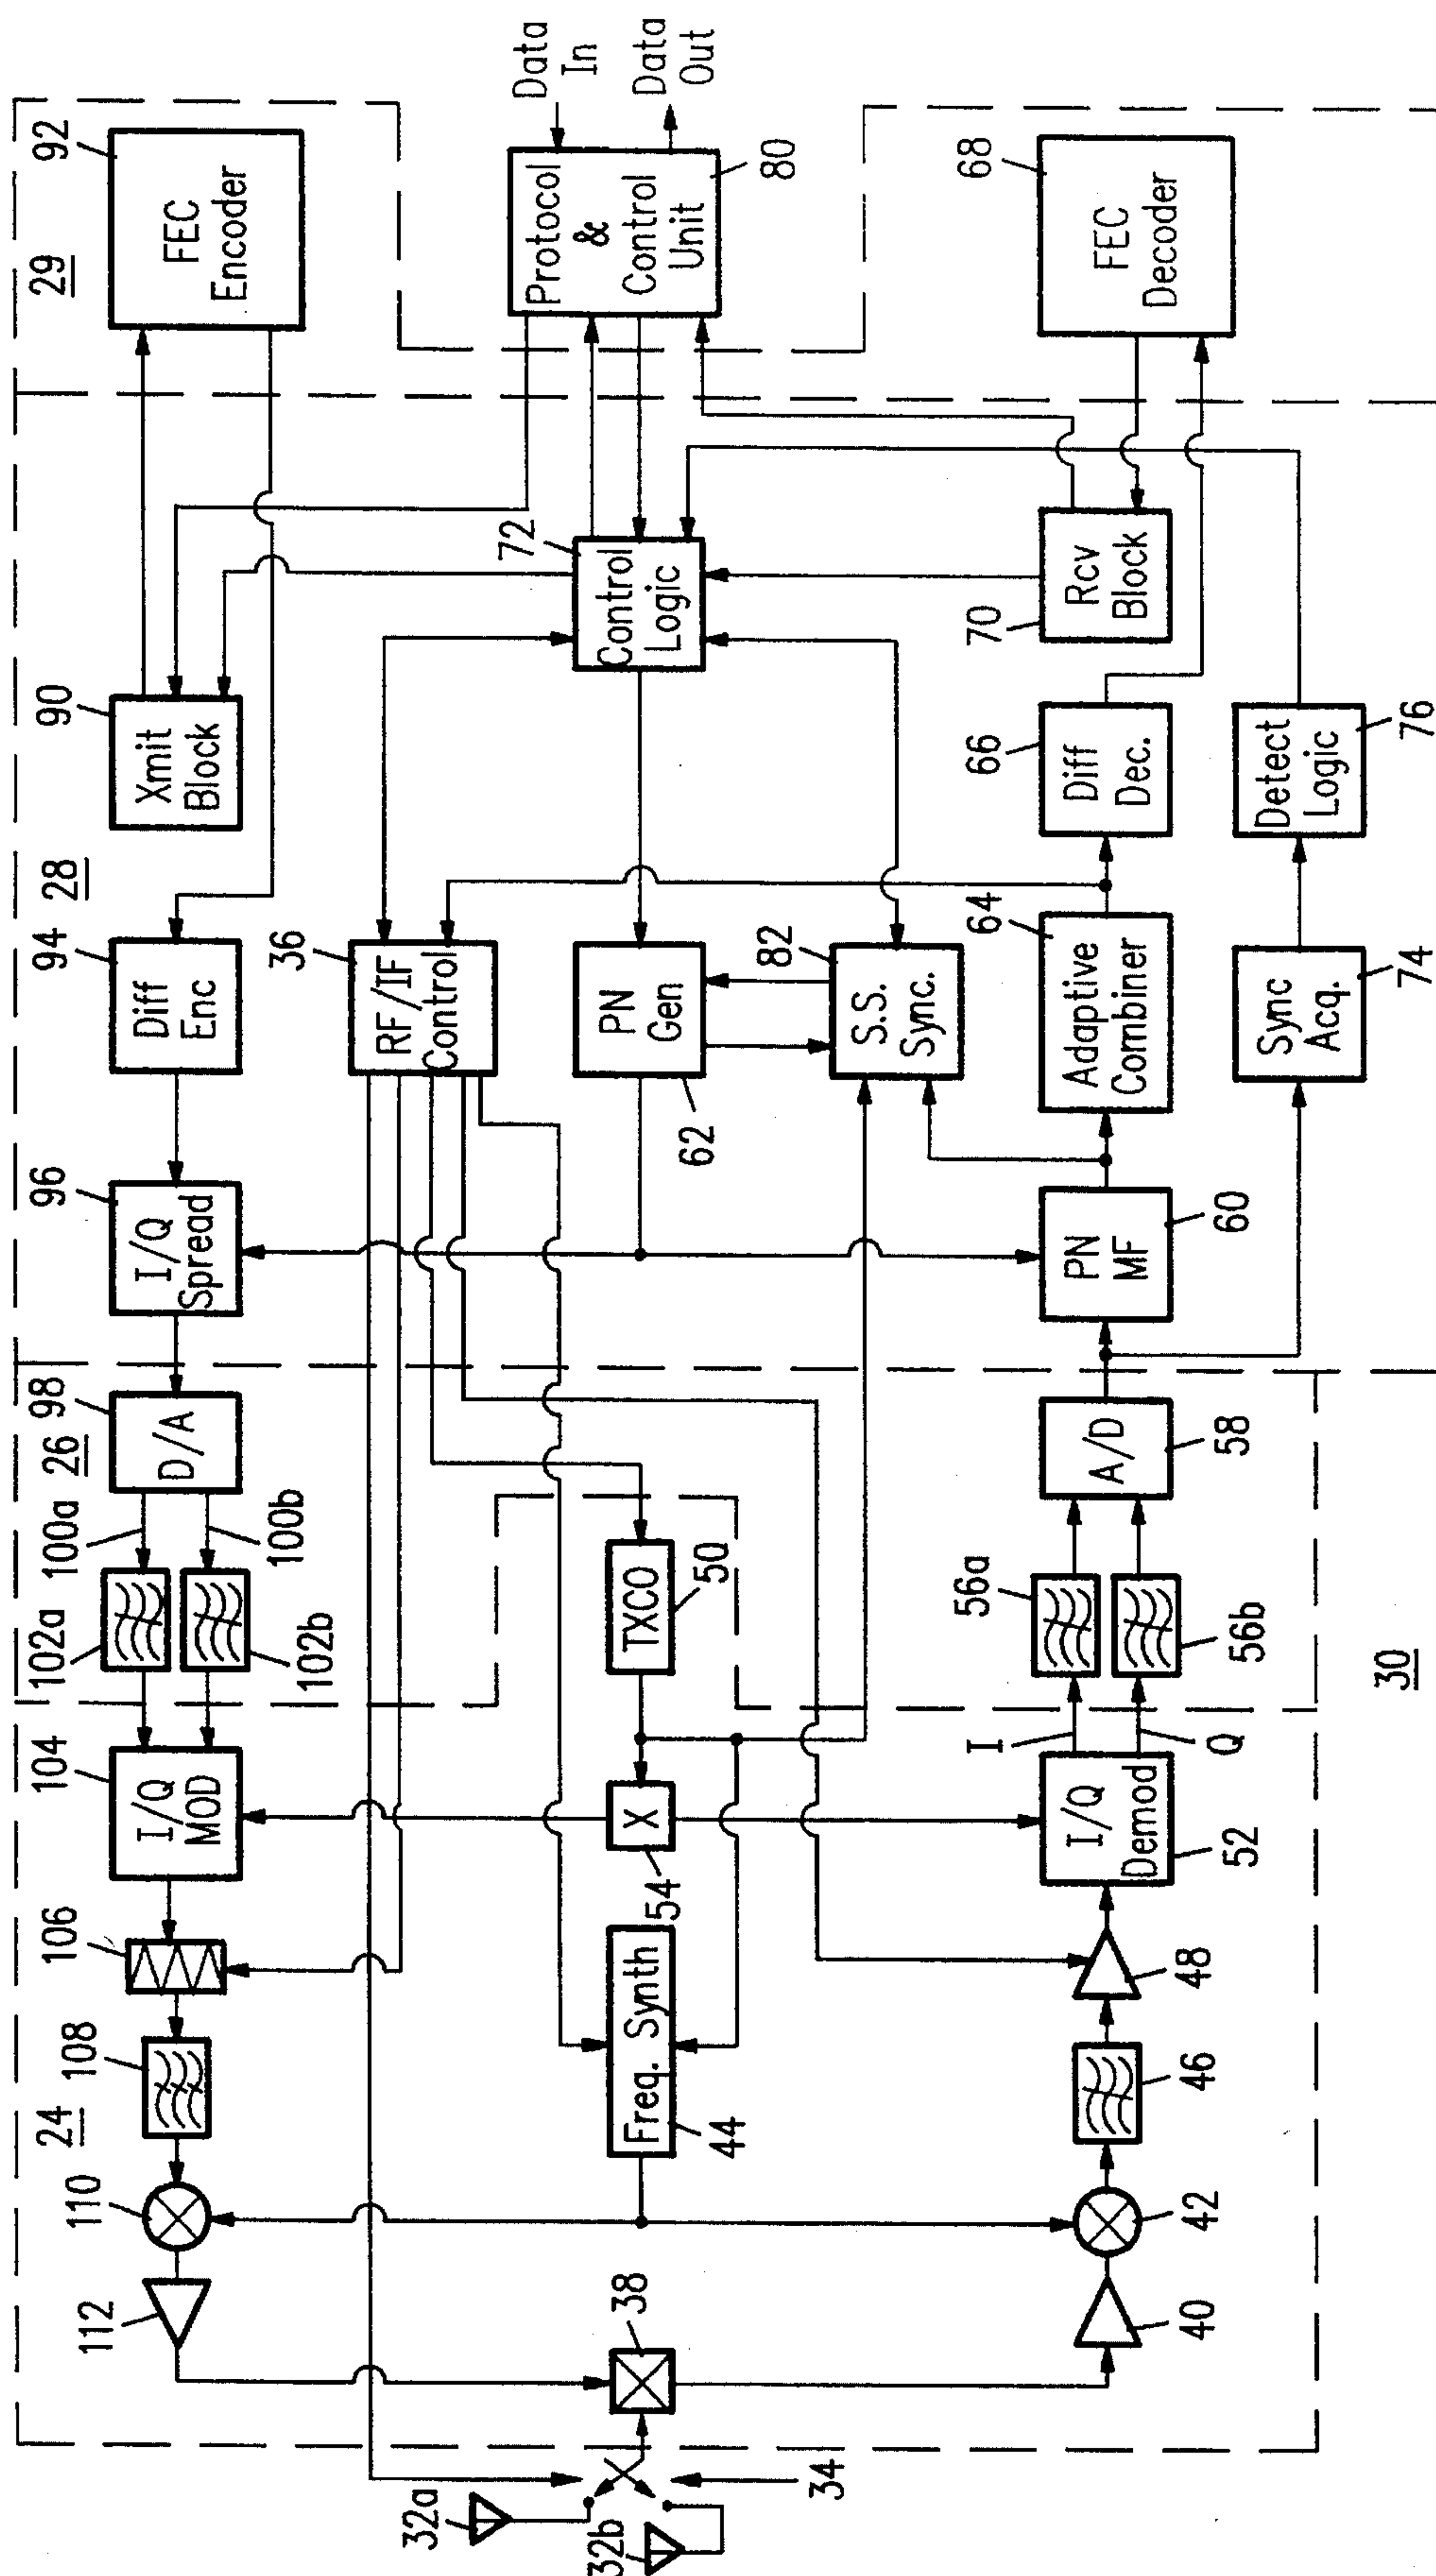 92
29
FEC
Encoder
Data
In
Data
Out
Protocol
&
Control
Unit
80
68
FEC
Decoder
90
Xmit
Block
28
72
Control
Logic
70
Rcv
Block
66
Diff
Dec.
Detect
Logic
76
94
Diff
Enc
36
RF/IF
Control
PN
Gen
62
82
S.S.
Sync.
64
Adaptive
Combiner
Sync
Acq.
74
96
I/Q
Spread
PN
MF
60
98
26
D/A
100a
100b
102a
102b
TXCO
50
A/D
58
56a
56b
30
104
I/Q
MOD
X
54
I
Q
I/Q
Demod
52
106
108
24
Freq. Synth
44
48
46
110
112
38
42
40
32a
32b
34